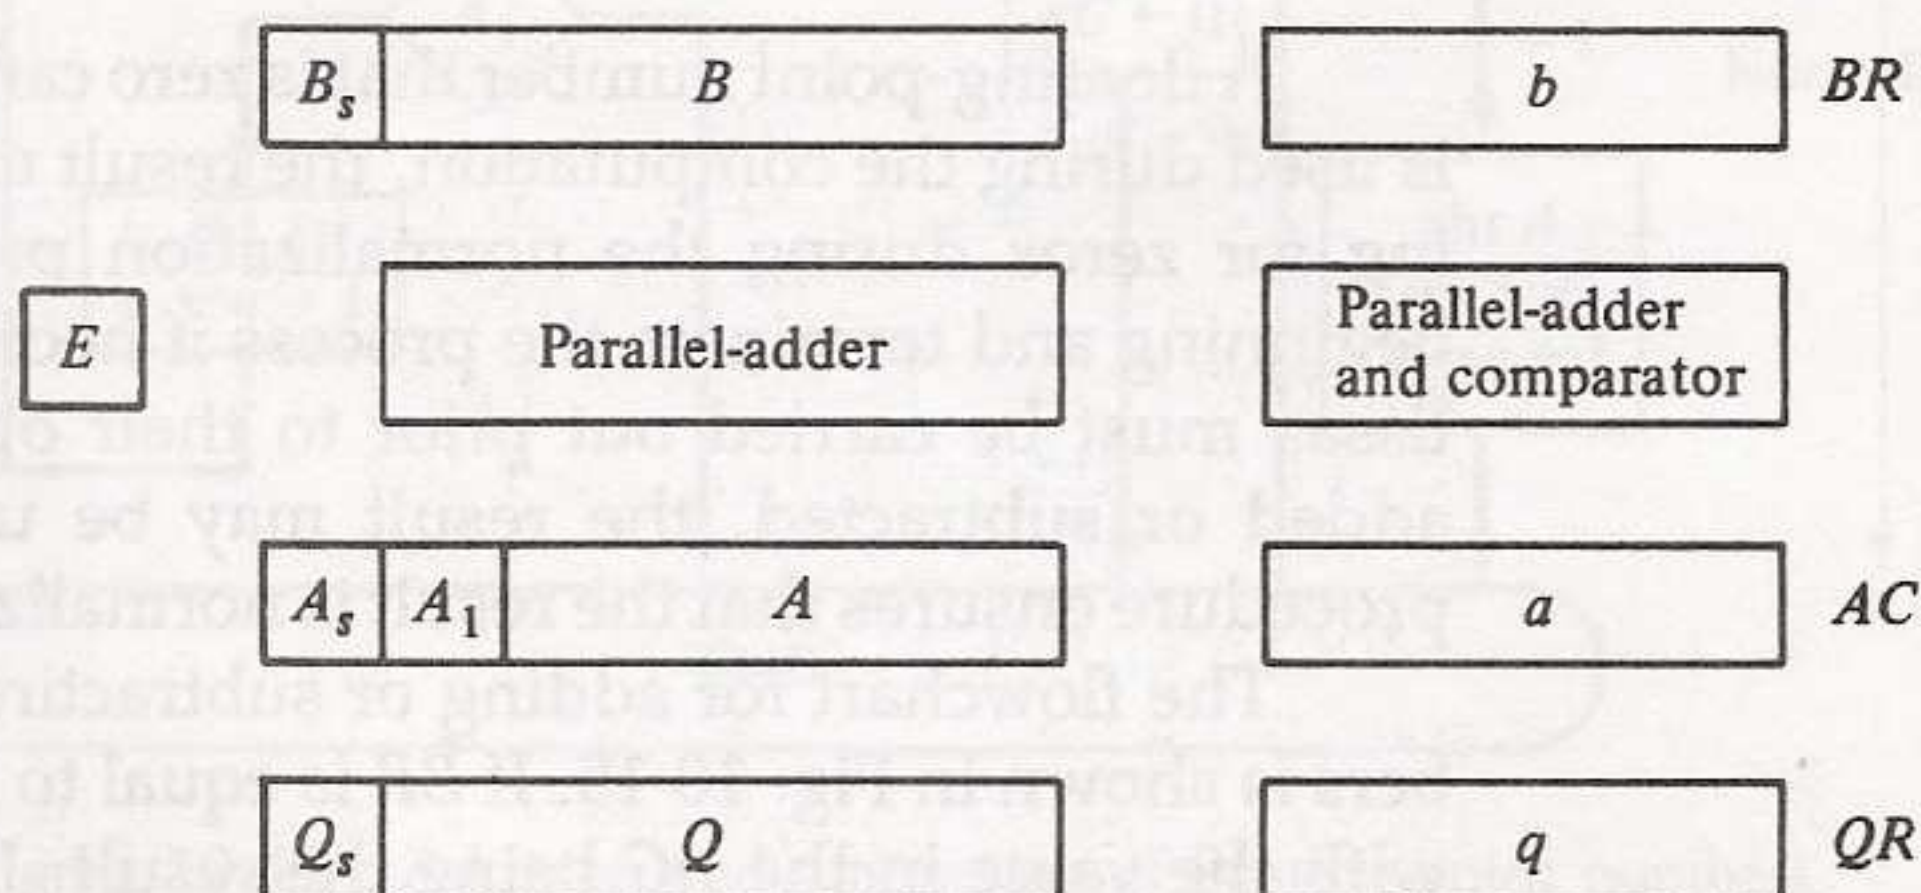 B_s B b BR
E Parallel-adder Parallel-adder
and comparator
A_s A_1 A a AC
Q_s Q q QR